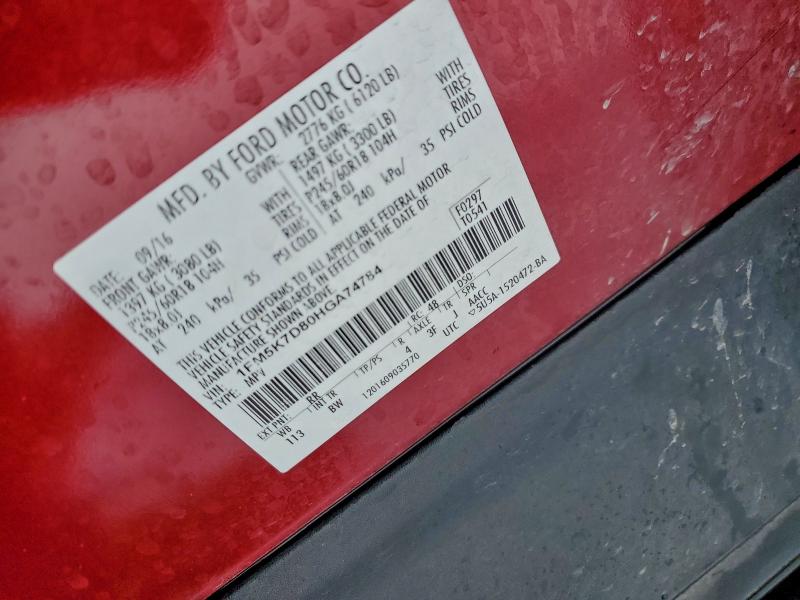 MFD. BY FORD MOTOR CO.
DATE: 09/16 GVWR: 2776 KG ( 6120 LB)
FRONT GAWR: REAR GAWR:
1397 KG ( 3080 LB) WITH 1497 KG ( 3300 LB) WITH
P245/60R18 104H TIRES P245/60R18 104H TIRES
18x8.0J RIMS 18x8.0J RIMS
AT 240 kPa/ 35 PSI COLD AT 240 kPa/ 35 PSI COLD
THIS VEHICLE CONFORMS TO ALL APPLICABLE FEDERAL MOTOR
VEHICLE SAFETY STANDARDS IN EFFECT ON THE DATE OF
MANUFACTURE SHOWN ABOVE.
VIN: 1FM5K7D80HGA74784 F0297
TYPE: MPV T0541
EXT PNT: RR RC: 48 DSO:
WB INT TR TP/PS R AXLE TR SPR
113 BW 4 3F J AACC
1201609035770 UTC 5U5A-1520472-BA